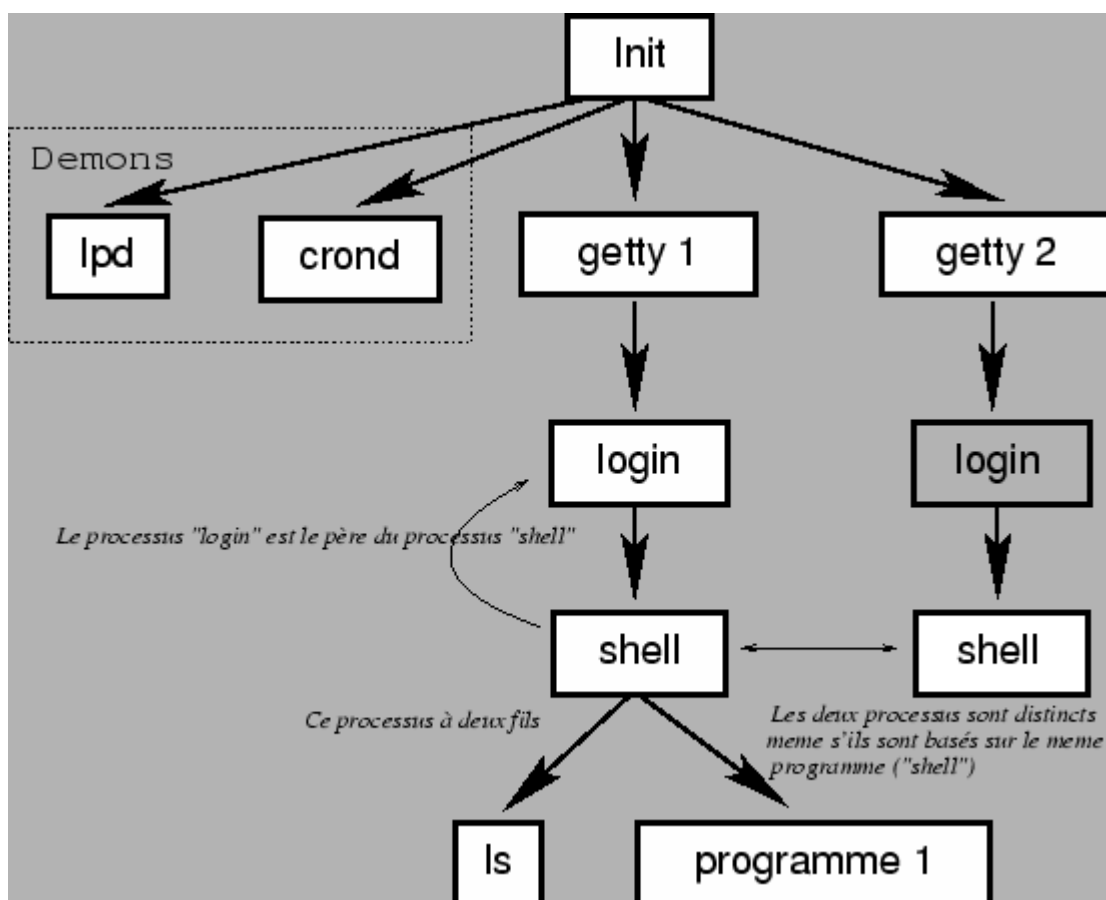 Init
Demons
lpd
crond
getty 1
getty 2
login
login
Le processus "login" est le père du processus "shell"
shell
shell
Ce processus à deux fils
Les deux processus sont distincts
meme s'ils sont basés sur le meme
programme ("shell")
ls
programme 1